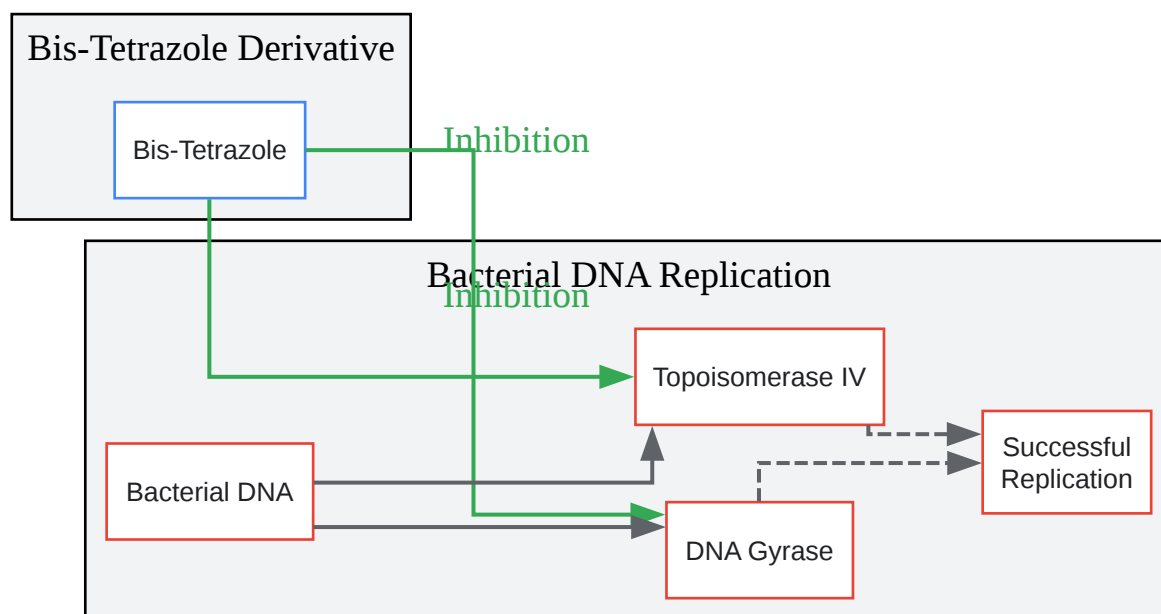 Bis-Tetrazole Derivative
Bis-Tetrazole
Inhibition
Bacterial DNA Replication
Inhibition
Topoisomerase IV
Bacterial DNA
Successful
Replication
DNA Gyrase